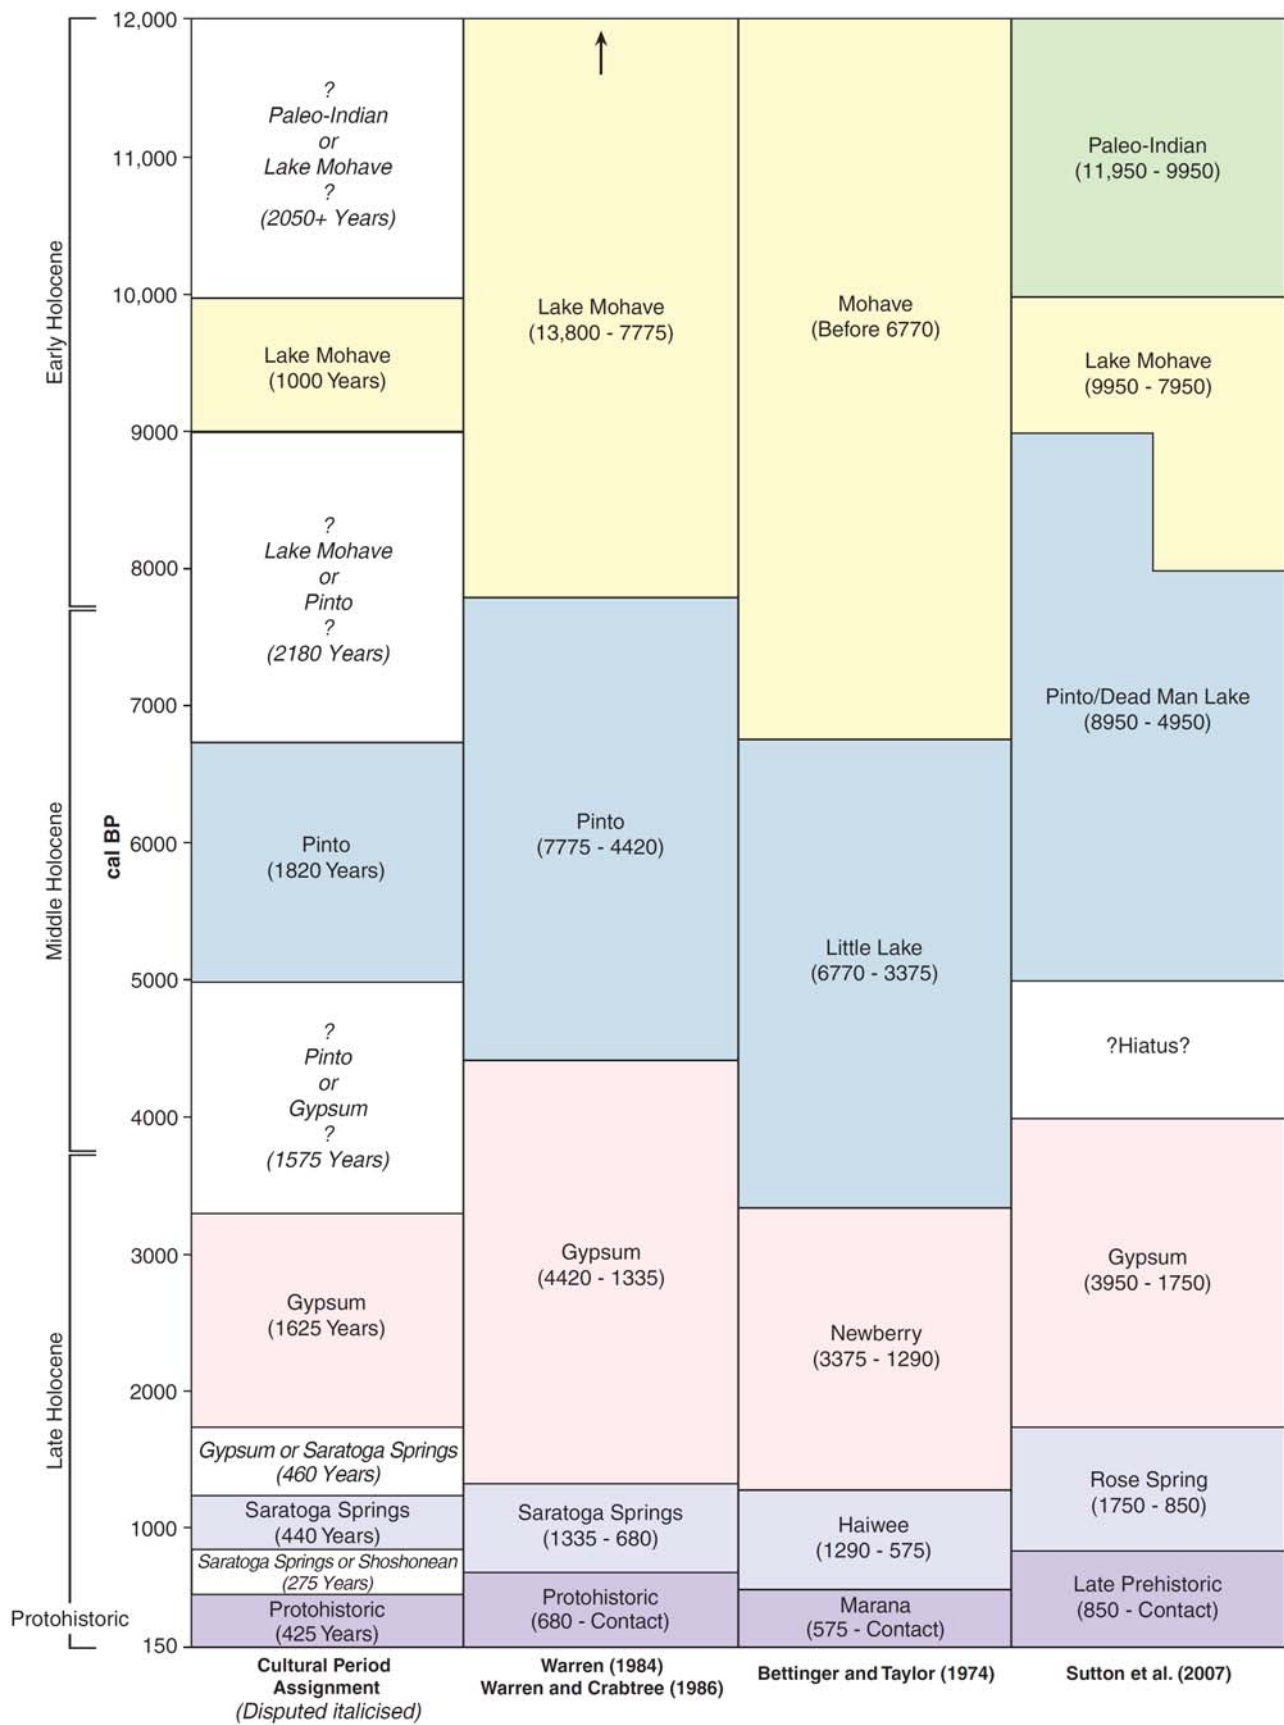 12,000
11,000
10,000
9000
8000
7000
6000
5000
4000
3000
2000
1000
150
cal BP
Early Holocene
Middle Holocene
Late Holocene
Protohistoric
?
Paleo-Indian
or
Lake Mohave
?
(2050+ Years)
Lake Mohave
(1000 Years)
?
Lake Mohave
or
Pinto
?
(2180 Years)
Pinto
(1820 Years)
?
Pinto
or
Gypsum
?
(1575 Years)
Gypsum
(1625 Years)
Gypsum or Saratoga Springs
(460 Years)
Saratoga Springs
(440 Years)
Saratoga Springs or Shoshonean
(275 Years)
Protohistoric
(425 Years)
Cultural Period
Assignment
(Disputed italicised)
Lake Mohave
(13,800 - 7775)
Pinto
(7775 - 4420)
Gypsum
(4420 - 1335)
Saratoga Springs
(1335 - 680)
Protohistoric
(680 - Contact)
Warren (1984)
Warren and Crabtree (1986)
Mohave
(Before 6770)
Little Lake
(6770 - 3375)
Newberry
(3375 - 1290)
Haiwee
(1290 - 575)
Marana
(575 - Contact)
Bettinger and Taylor (1974)
Paleo-Indian
(11,950 - 9950)
Lake Mohave
(9950 - 7950)
Pinto/Dead Man Lake
(8950 - 4950)
?Hiatus?
Gypsum
(3950 - 1750)
Rose Spring
(1750 - 850)
Late Prehistoric
(850 - Contact)
Sutton et al. (2007)